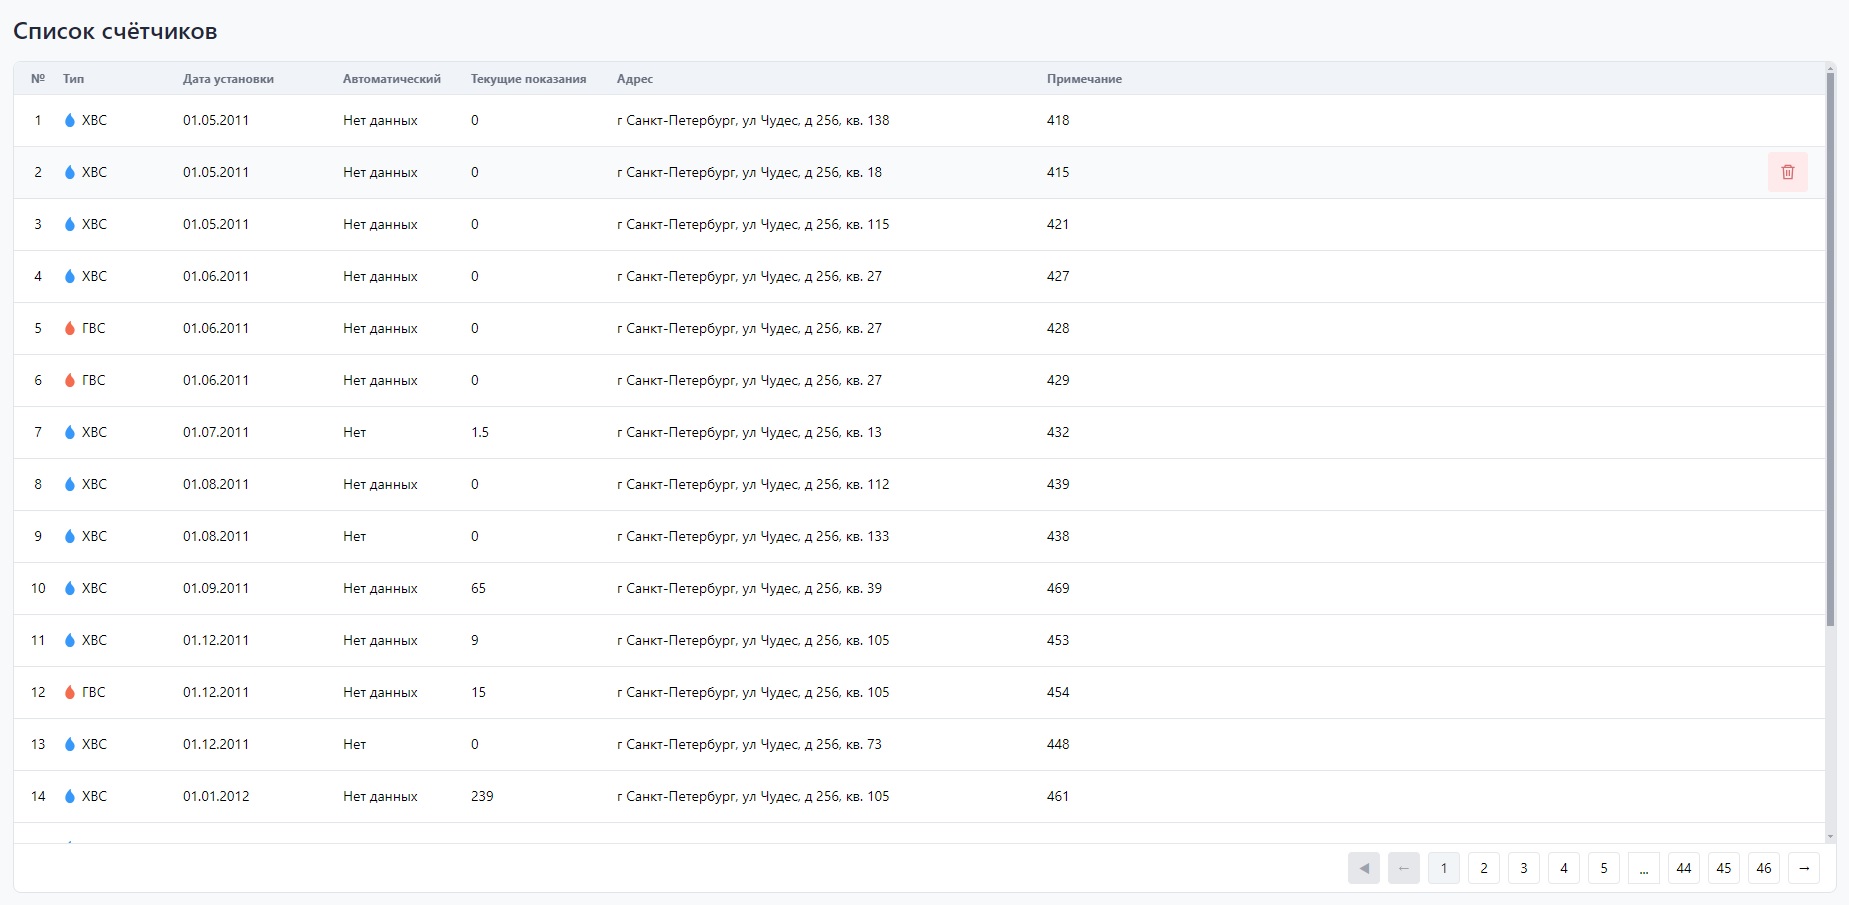 Список счётчиков
№ Тип Дата установки Автоматический Текущие показания Адрес Примечание
1 ХВС 01.05.2011 Нет данных 0 г Санкт-Петербург, ул Чудес, д 256, кв. 138 418
2 ХВС 01.05.2011 Нет данных 0 г Санкт-Петербург, ул Чудес, д 256, кв. 18 415
3 ХВС 01.05.2011 Нет данных 0 г Санкт-Петербург, ул Чудес, д 256, кв. 115 421
4 ХВС 01.06.2011 Нет данных 0 г Санкт-Петербург, ул Чудес, д 256, кв. 27 427
5 ГВС 01.06.2011 Нет данных 0 г Санкт-Петербург, ул Чудес, д 256, кв. 27 428
6 ГВС 01.06.2011 Нет данных 0 г Санкт-Петербург, ул Чудес, д 256, кв. 27 429
7 ХВС 01.07.2011 Нет 1.5 г Санкт-Петербург, ул Чудес, д 256, кв. 13 432
8 ХВС 01.08.2011 Нет данных 0 г Санкт-Петербург, ул Чудес, д 256, кв. 112 439
9 ХВС 01.08.2011 Нет 0 г Санкт-Петербург, ул Чудес, д 256, кв. 133 438
10 ХВС 01.09.2011 Нет данных 65 г Санкт-Петербург, ул Чудес, д 256, кв. 39 469
11 ХВС 01.12.2011 Нет данных 9 г Санкт-Петербург, ул Чудес, д 256, кв. 105 453
12 ГВС 01.12.2011 Нет данных 15 г Санкт-Петербург, ул Чудес, д 256, кв. 105 454
13 ХВС 01.12.2011 Нет 0 г Санкт-Петербург, ул Чудес, д 256, кв. 73 448
14 ХВС 01.01.2012 Нет данных 239 г Санкт-Петербург, ул Чудес, д 256, кв. 105 461
◀ ← 1 2 3 4 5 ... 44 45 46 →